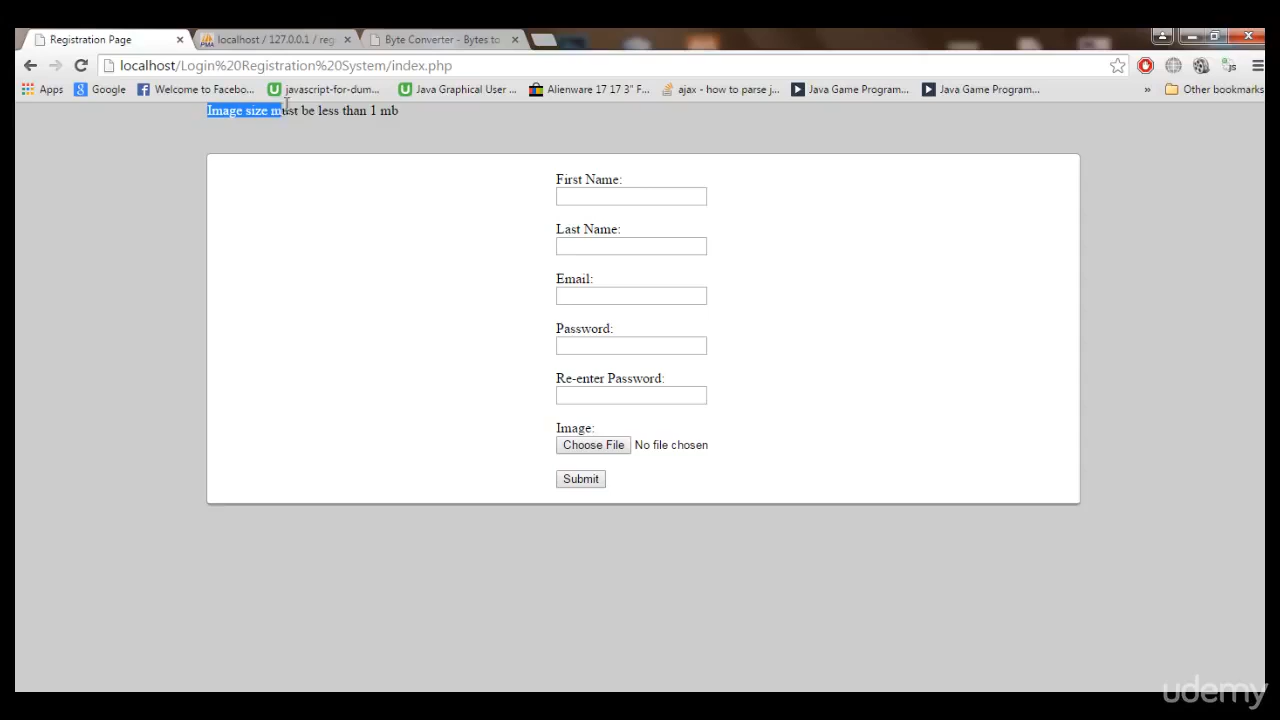 Registration Page
localhost / 127.0.0.1 / reg
Byte Converter - Bytes to
localhost/Login%20Registration%20System/index.php
Apps
Google
Welcome to Facebo...
javascript-for-dum...
Java Graphical User ...
Alienware 17 17 3" F...
ajax - how to parse j...
Java Game Program...
Java Game Program...
»
Other bookmarks
Image size must be less than 1 mb
First Name:
Last Name:
Email:
Password:
Re-enter Password:
Image:
Choose File No file chosen
Submit
udemy